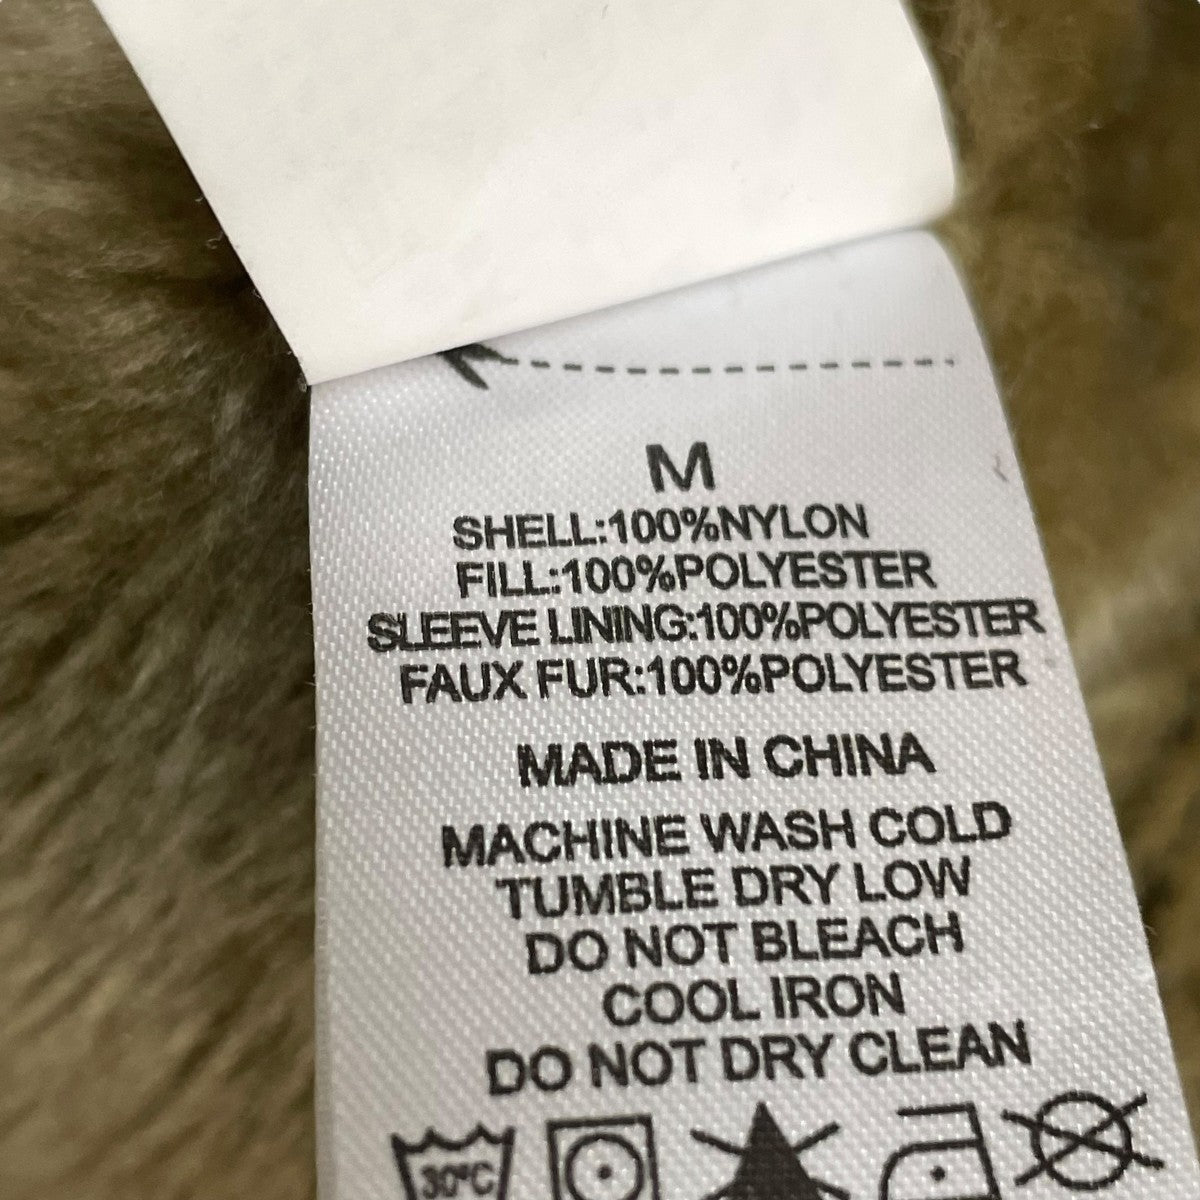 M
SHELL:100%NYLON
FILL:100%POLYESTER
SLEEVE LINING:100%POLYESTER
FAUX FUR:100%POLYESTER
MADE IN CHINA
MACHINE WASH COLD
TUMBLE DRY LOW
DO NOT BLEACH
COOL IRON
DO NOT DRY CLEAN
30°C